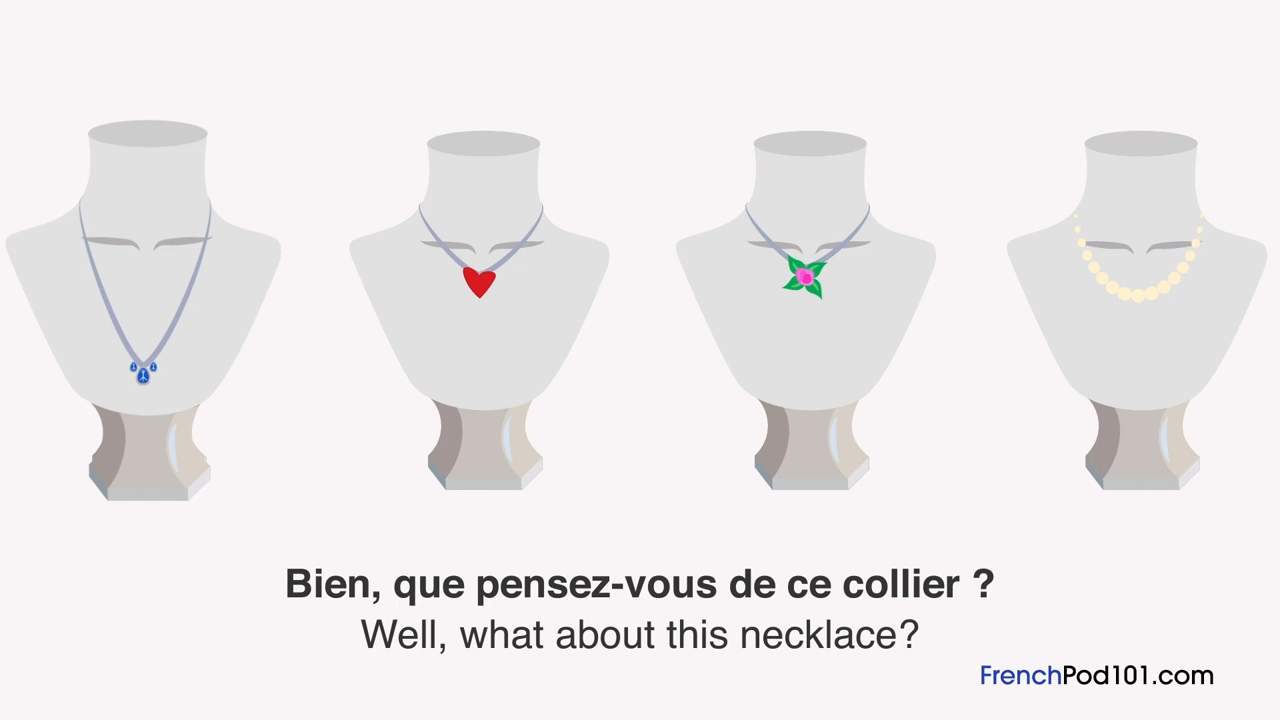 Bien, que pensez-vous de ce collier ?
Well, what about this necklace?
FrenchPod101.com